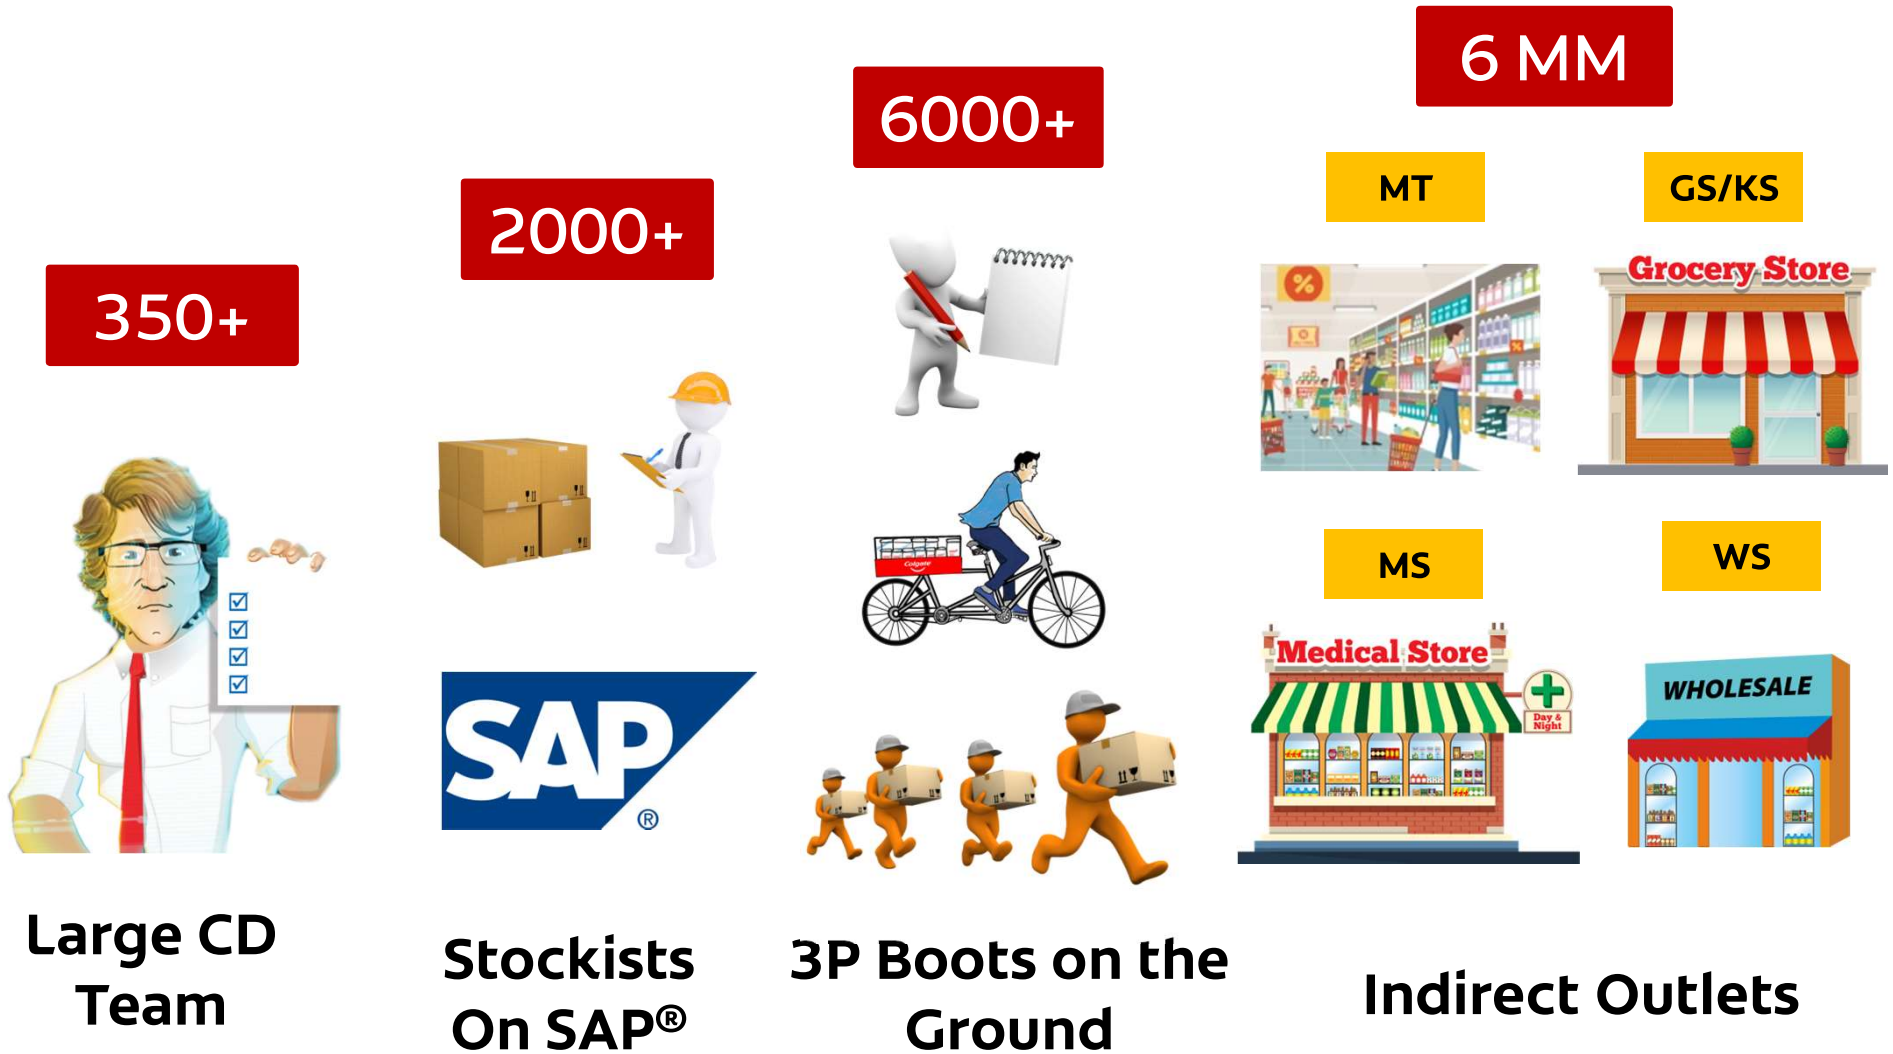 350+
Large CD
Team
2000+
SAP
®
Stockists
On SAP®
6000+
Colgate
3P Boots on the
Ground
6 MM
MT
GS/KS
%
Grocery Store
MS
WS
Medical Store
Day &
Night
WHOLESALE
Indirect Outlets